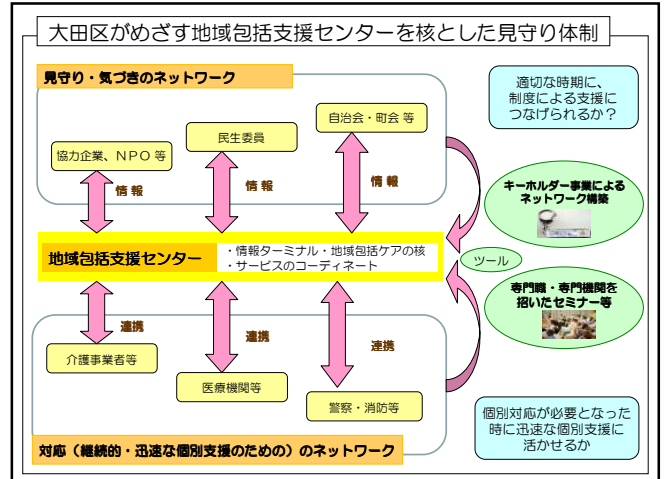 大田区がめざす地域包括支援センターを核とした見守り体制
見守り・気づきのネットワーク
協力企業、NPO 等
民生委員
自治会・町会 等
情 報
情 報
情 報
適切な時期に、
制度による支援に
つなげられるか？
キーホルダー事業による
ネットワーク構築
地域包括支援センター
・情報ターミナル・地域包括ケアの核
・サービスのコーディネート
ツール
専門職・専門機関を
招いたセミナー等
連携
連携
連携
介護事業者等
医療機関等
警察・消防等
対応（継続的・迅速な個別支援のための）のネットワーク
個別対応が必要となった
時に迅速な個別支援に
活かせるか